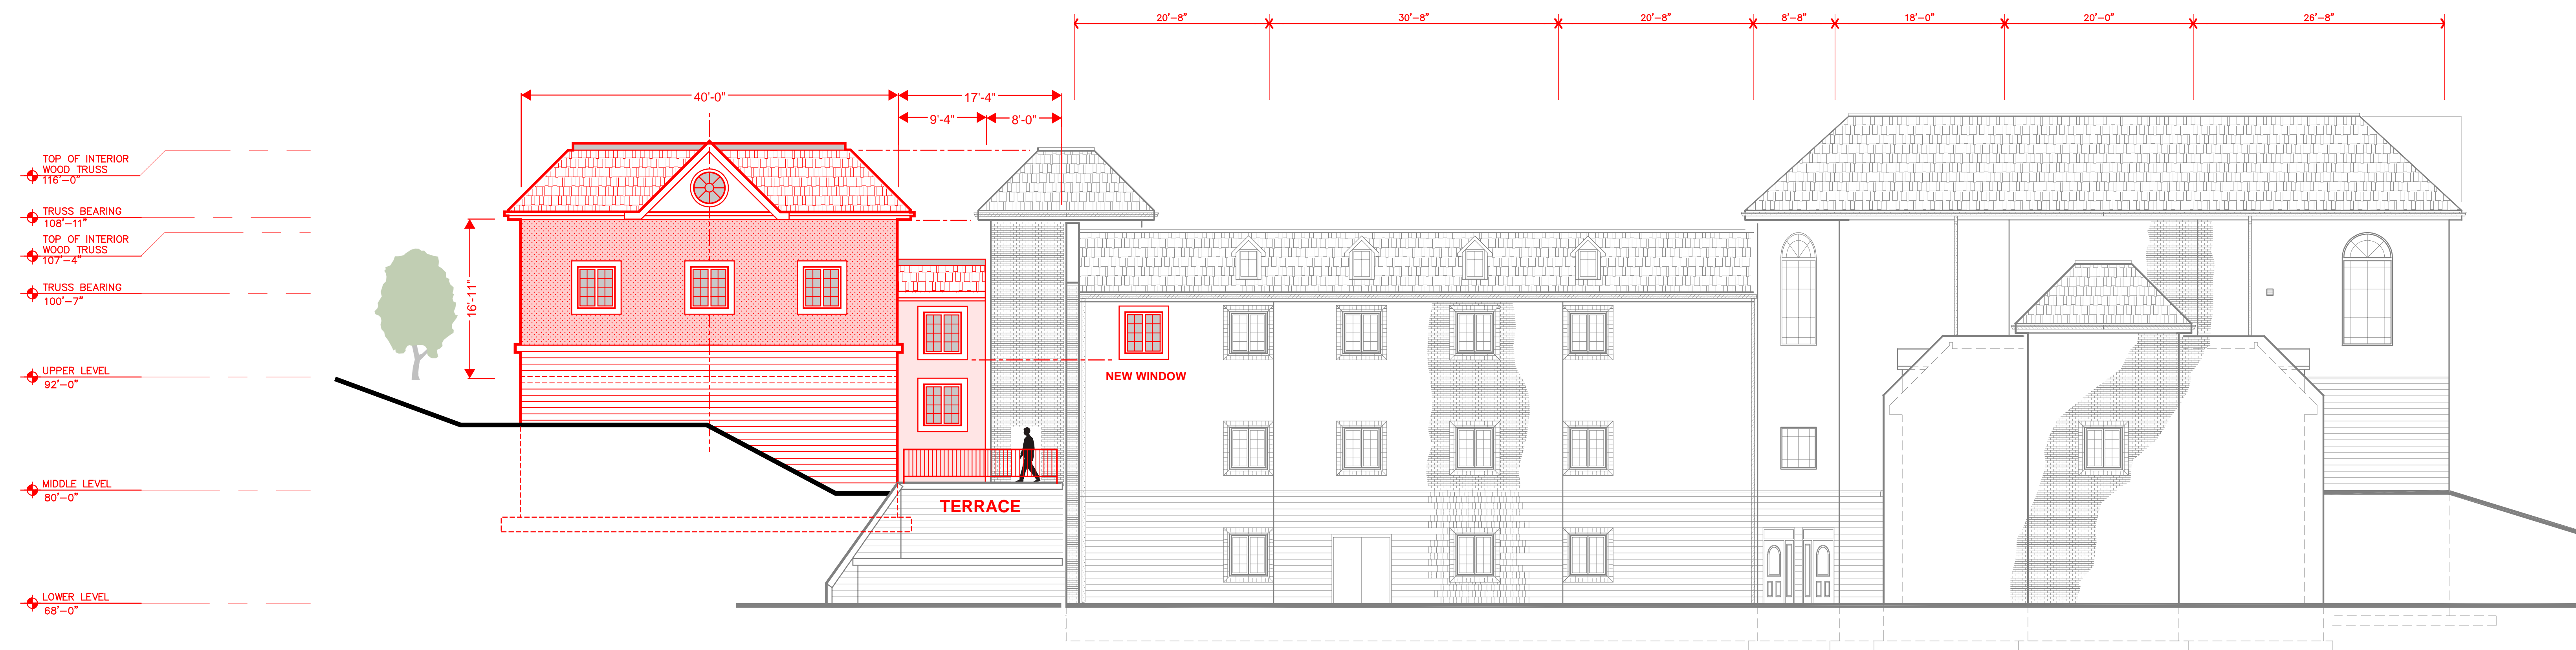 20'-8"
30'-8"
20'-8"
8'-8"
18'-0"
20'-0"
26'-8"
40'-0"
17'-4"
9'-4"
8'-0"
TOP OF INTERIOR
WOOD TRUSS
116'-0"
TRUSS BEARING
108'-11"
TOP OF INTERIOR
WOOD TRUSS
107'-4"
TRUSS BEARING
100'-7"
16'-11"
UPPER LEVEL
92'-0"
NEW WINDOW
MIDDLE LEVEL
80'-0"
TERRACE
LOWER LEVEL
68'-0"